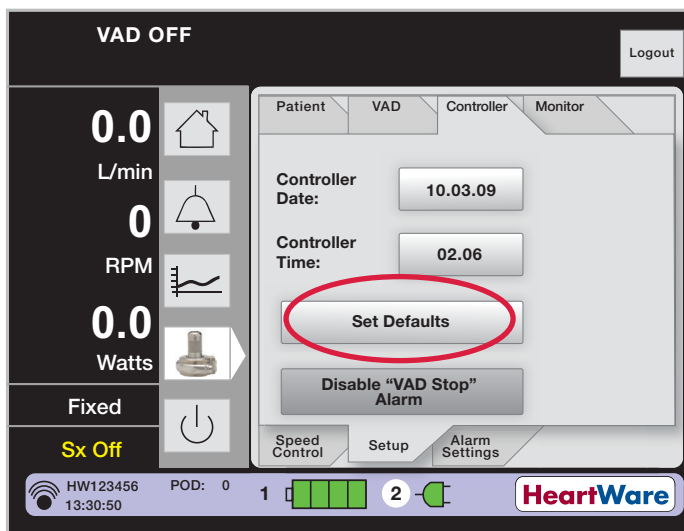 VAD OFF
Logout
0.0
L/min
0
RPM
0.0
Watts
Fixed
Sx Off
Patient
VAD
Controller
Monitor
Controller
Date:
10.03.09
Controller
Time:
02.06
Set Defaults
Disable “VAD Stop”
Alarm
Speed
Control
Setup
Alarm
Settings
HW123456
13:30:50
POD: 0
1
2
HeartWare